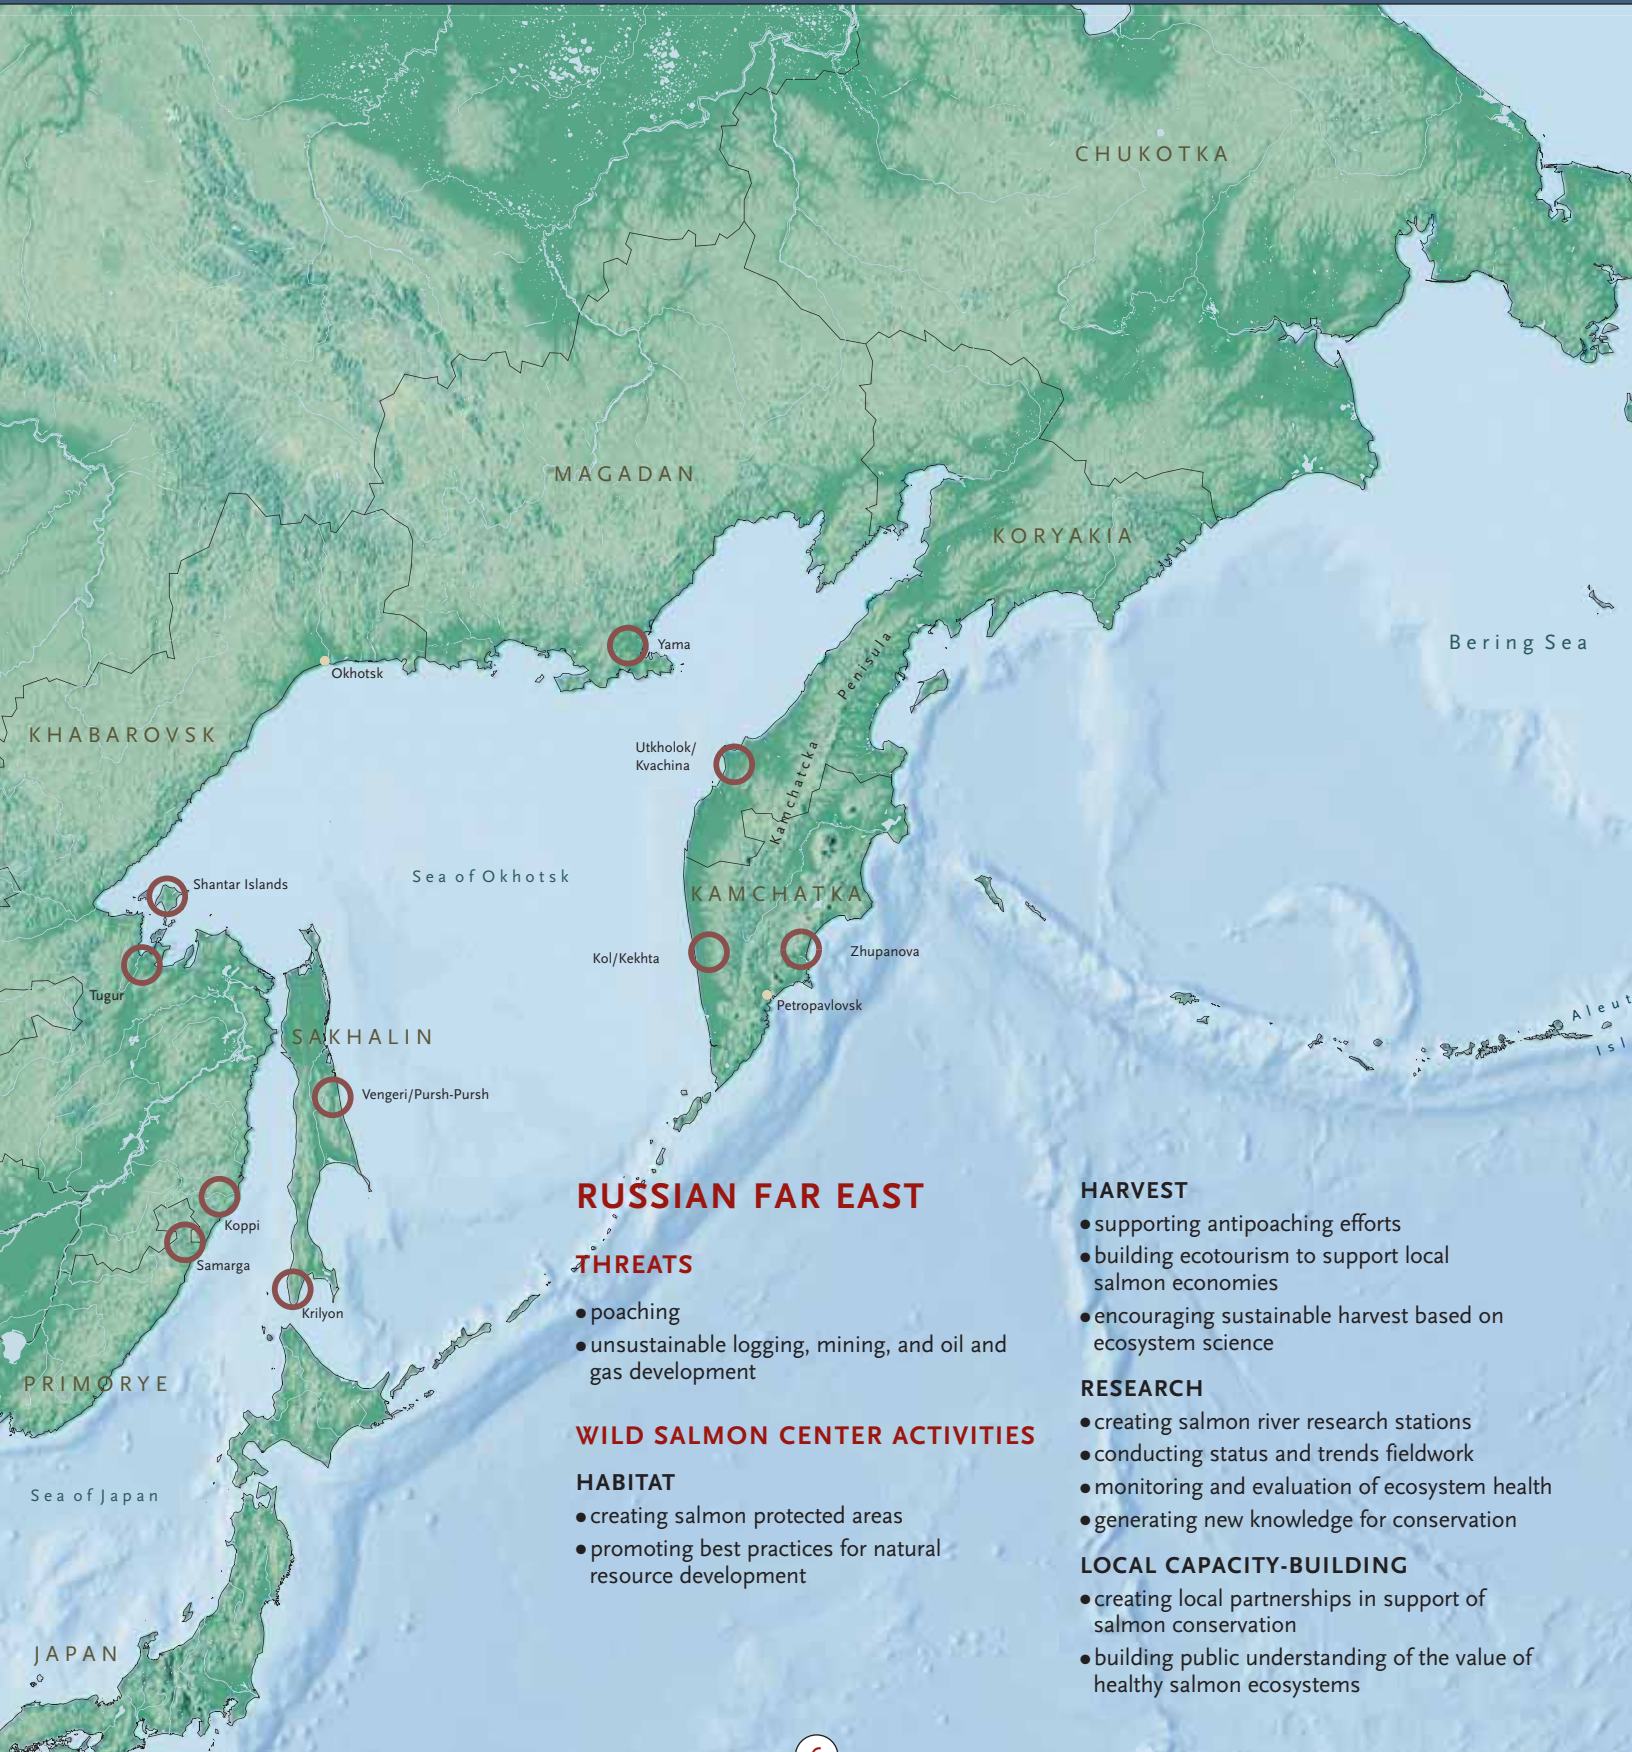 CHUKOTKA
MAGADAN
KORYAKIA
Bering Sea
Yama
Okhotsk
Penisula
KHABAROVSK
Utkholok/
Kvachina
Kamchatcka
Sea of Okhotsk
Shantar Islands
KAMCHATKA
Kol/Kekhta
Zhupanova
Tugur
Petropavlovsk
Aleut
Isl
SAKHALIN
Vengeri/Pursh-Pursh
Koppi
Samarga
Krilyon
PRIMORYE
Sea of Japan
JAPAN
RUSSIAN FAR EAST
THREATS
• poaching
• unsustainable logging, mining, and oil and
gas development
WILD SALMON CENTER ACTIVITIES
HABITAT
• creating salmon protected areas
• promoting best practices for natural
resource development
HARVEST
• supporting antipoaching efforts
• building ecotourism to support local
salmon economies
• encouraging sustainable harvest based on
ecosystem science
RESEARCH
• creating salmon river research stations
• conducting status and trends fieldwork
• monitoring and evaluation of ecosystem health
• generating new knowledge for conservation
LOCAL CAPACITY-BUILDING
• creating local partnerships in support of
salmon conservation
• building public understanding of the value of
healthy salmon ecosystems